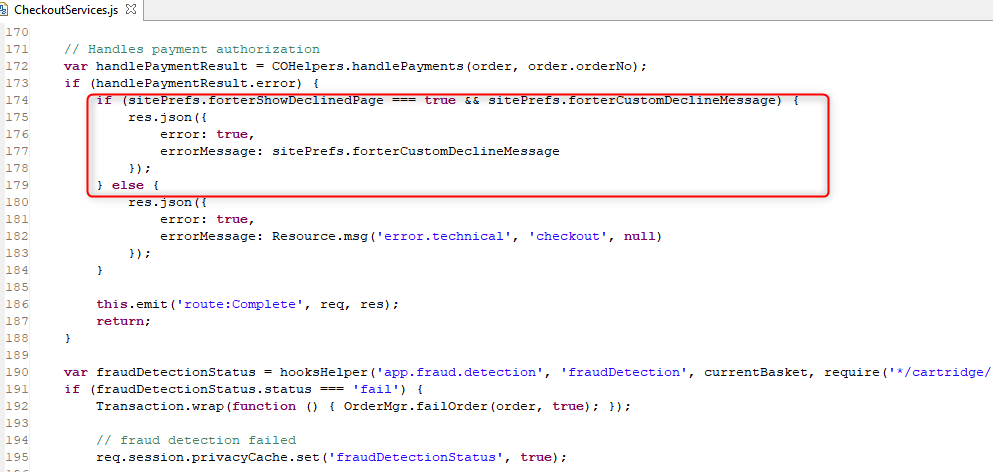 CheckoutServices.js
170
171 // Handles payment authorization
172 var handlePaymentResult = COHelpers.handlePayments(order, order.orderNo);
173 if (handlePaymentResult.error) {
174 if (sitePrefs.forterShowDeclinedPage === true && sitePrefs.forterCustomDeclineMessage) {
175 res.json({
176 error: true,
177 errorMessage: sitePrefs.forterCustomDeclineMessage
178 });
179 } else {
180 res.json({
181 error: true,
182 errorMessage: Resource.msg('error.technical', 'checkout', null)
183 });
184 }
185
186 this.emit('route:Complete', req, res);
187 return;
188 }
189
190 var fraudDetectionStatus = hooksHelper('app.fraud.detection', 'fraudDetection', currentBasket, require('*/cartridge/
191 if (fraudDetectionStatus.status === 'fail') {
192 Transaction.wrap(function () { OrderMgr.failOrder(order, true); });
193
194 // fraud detection failed
195 req.session.privacyCache.set('fraudDetectionStatus', true);